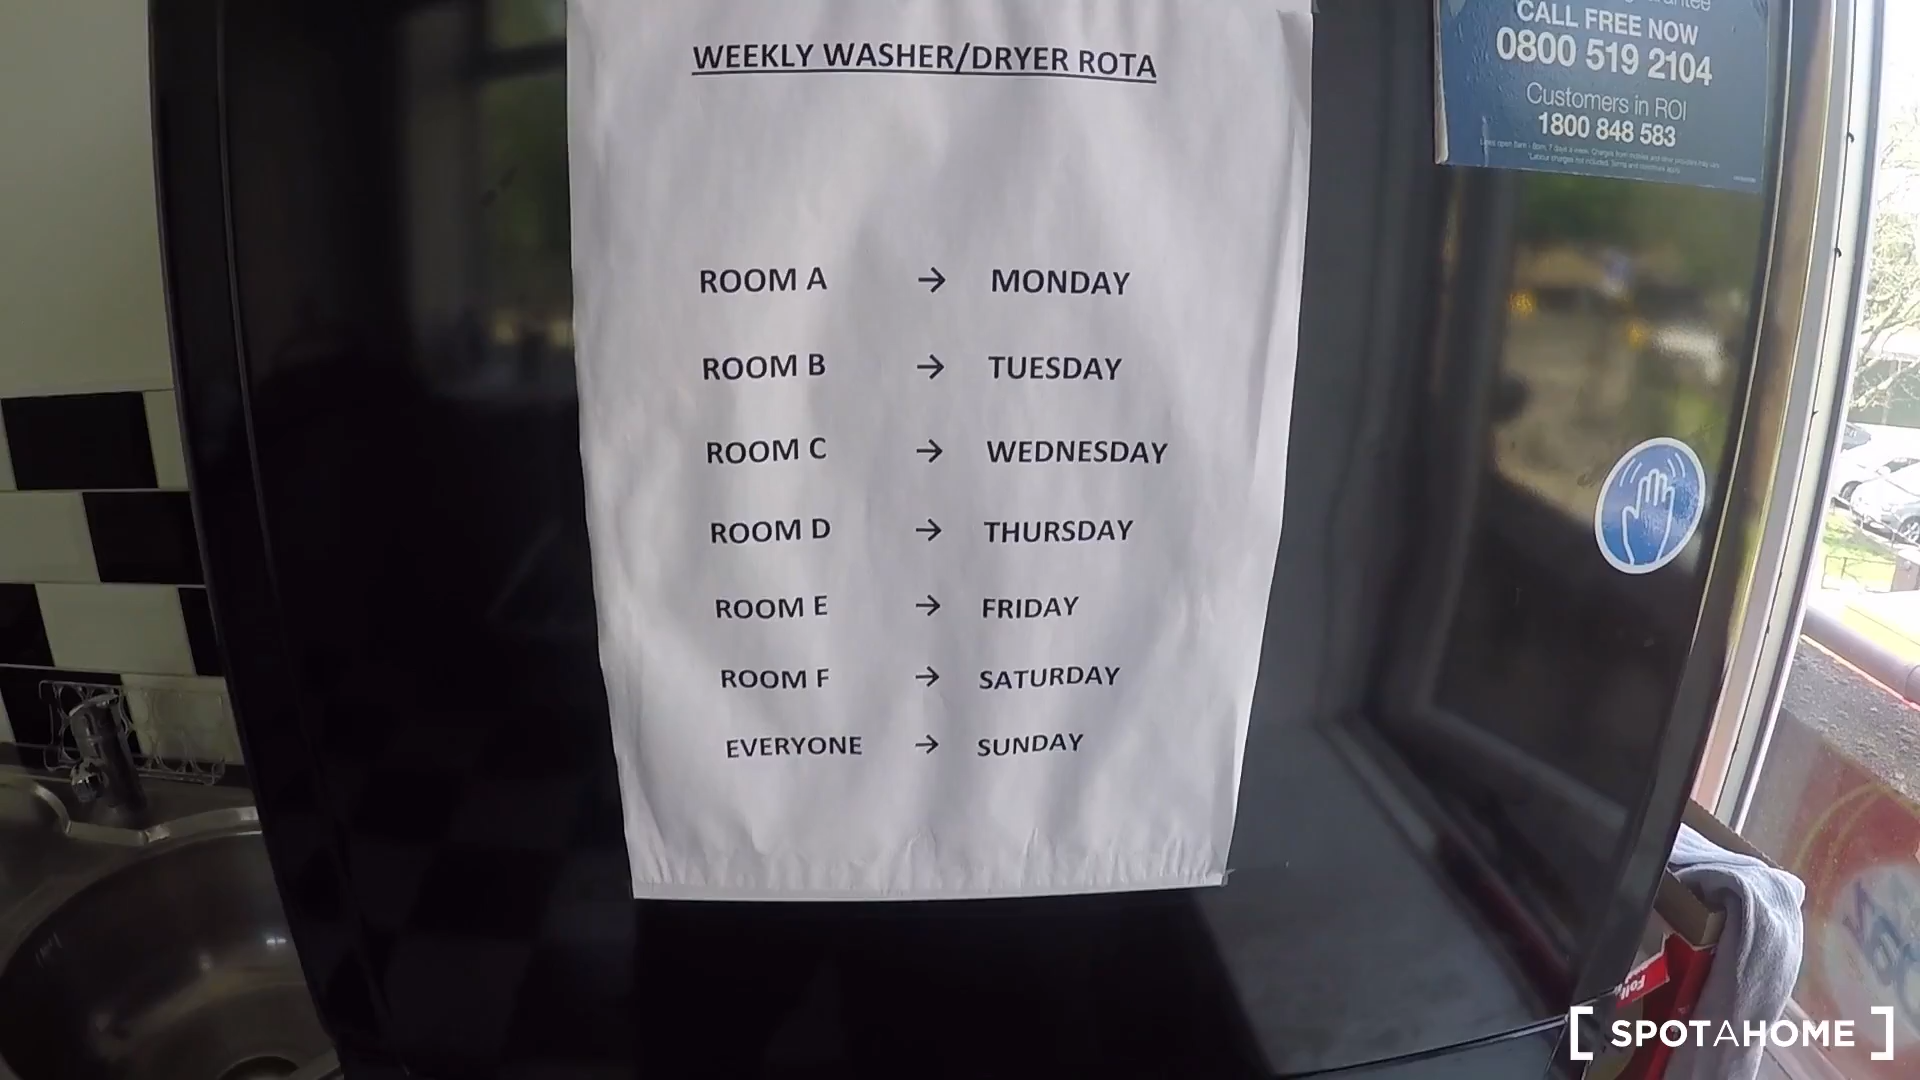 WEEKLY WASHER/DRYER ROTA
ROOM A → MONDAY
ROOM B → TUESDAY
ROOM C → WEDNESDAY
ROOM D → THURSDAY
ROOM E → FRIDAY
ROOM F → SATURDAY
EVERYONE → SUNDAY
CALL FREE NOW
0800 519 2104
Customers in ROI
1800 848 583
[ SPOTAHOME ]